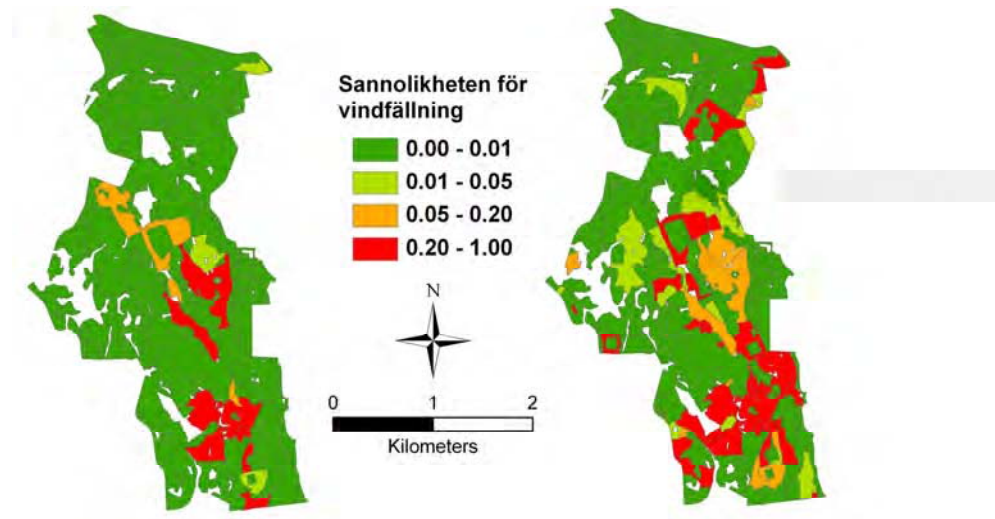 Sannolikheten för
vindfällning
0.00 - 0.01
0.01 - 0.05
0.05 - 0.20
0.20 - 1.00
N
0 1 2
Kilometers